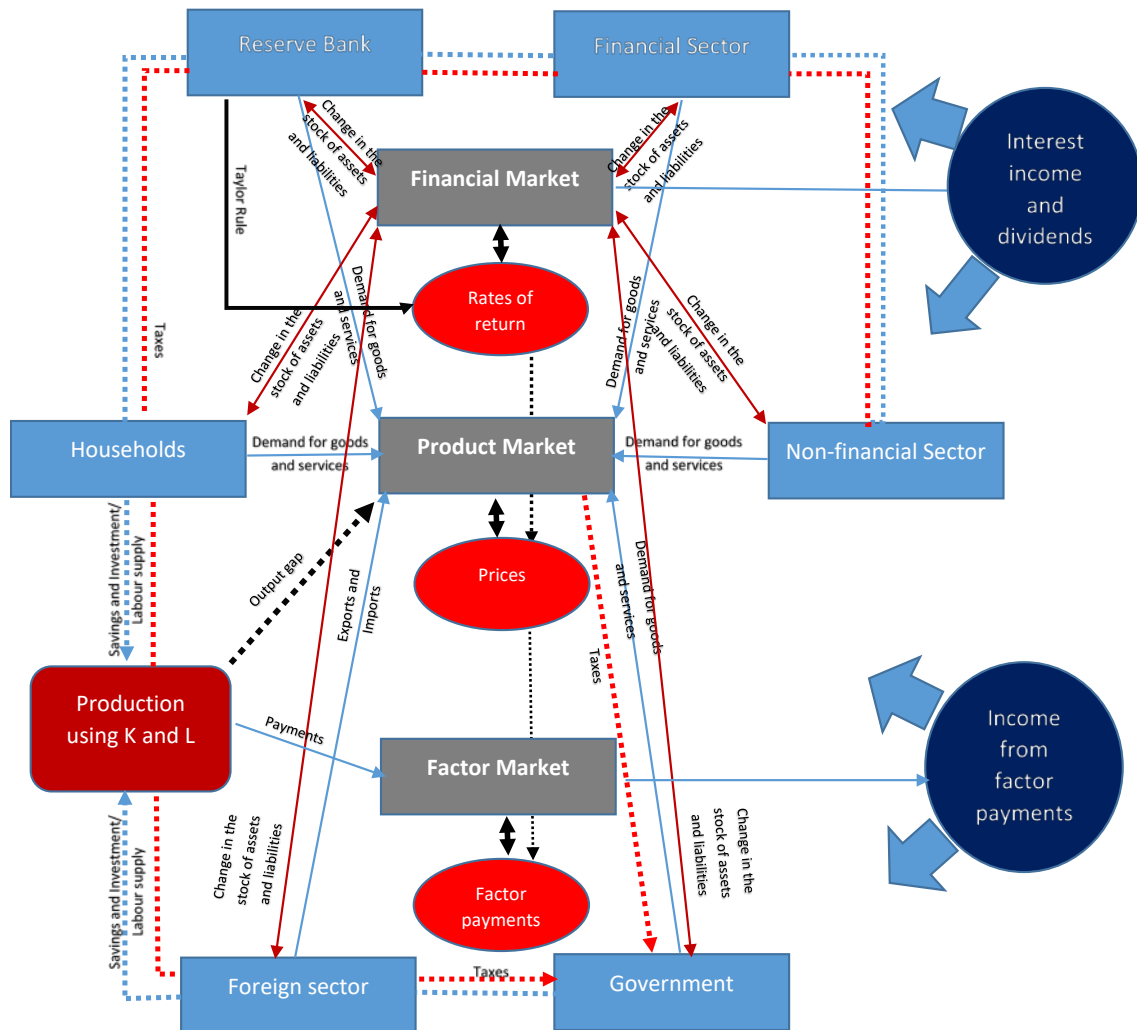 Reserve Bank
Financial Sector
Change in the
stock of assets
and liabilities
Change in the
stock of assets
and liabilities
Interest
income
and
dividends
Taylor Rule
Financial Market
Rates of
return
Demand for goods
and services
Demand for goods
and services
Change in the
stock of assets
and liabilities
Change in the
stock of assets
and liabilities
Taxes
Households
Demand for goods
and services
Product Market
Demand for goods
and services
Non-financial Sector
Savings and Investment/
Labour supply
Output gap
Prices
Exports and
Imports
Demand for goods
and services
Taxes
Production
using K and L
Payments
Factor Market
Income
from
factor
payments
Change in the
stock of assets
and liabilities
Change in the
stock of assets
and liabilities
Factor
payments
Savings and Investment/
Labour supply
Foreign sector
Taxes
Government